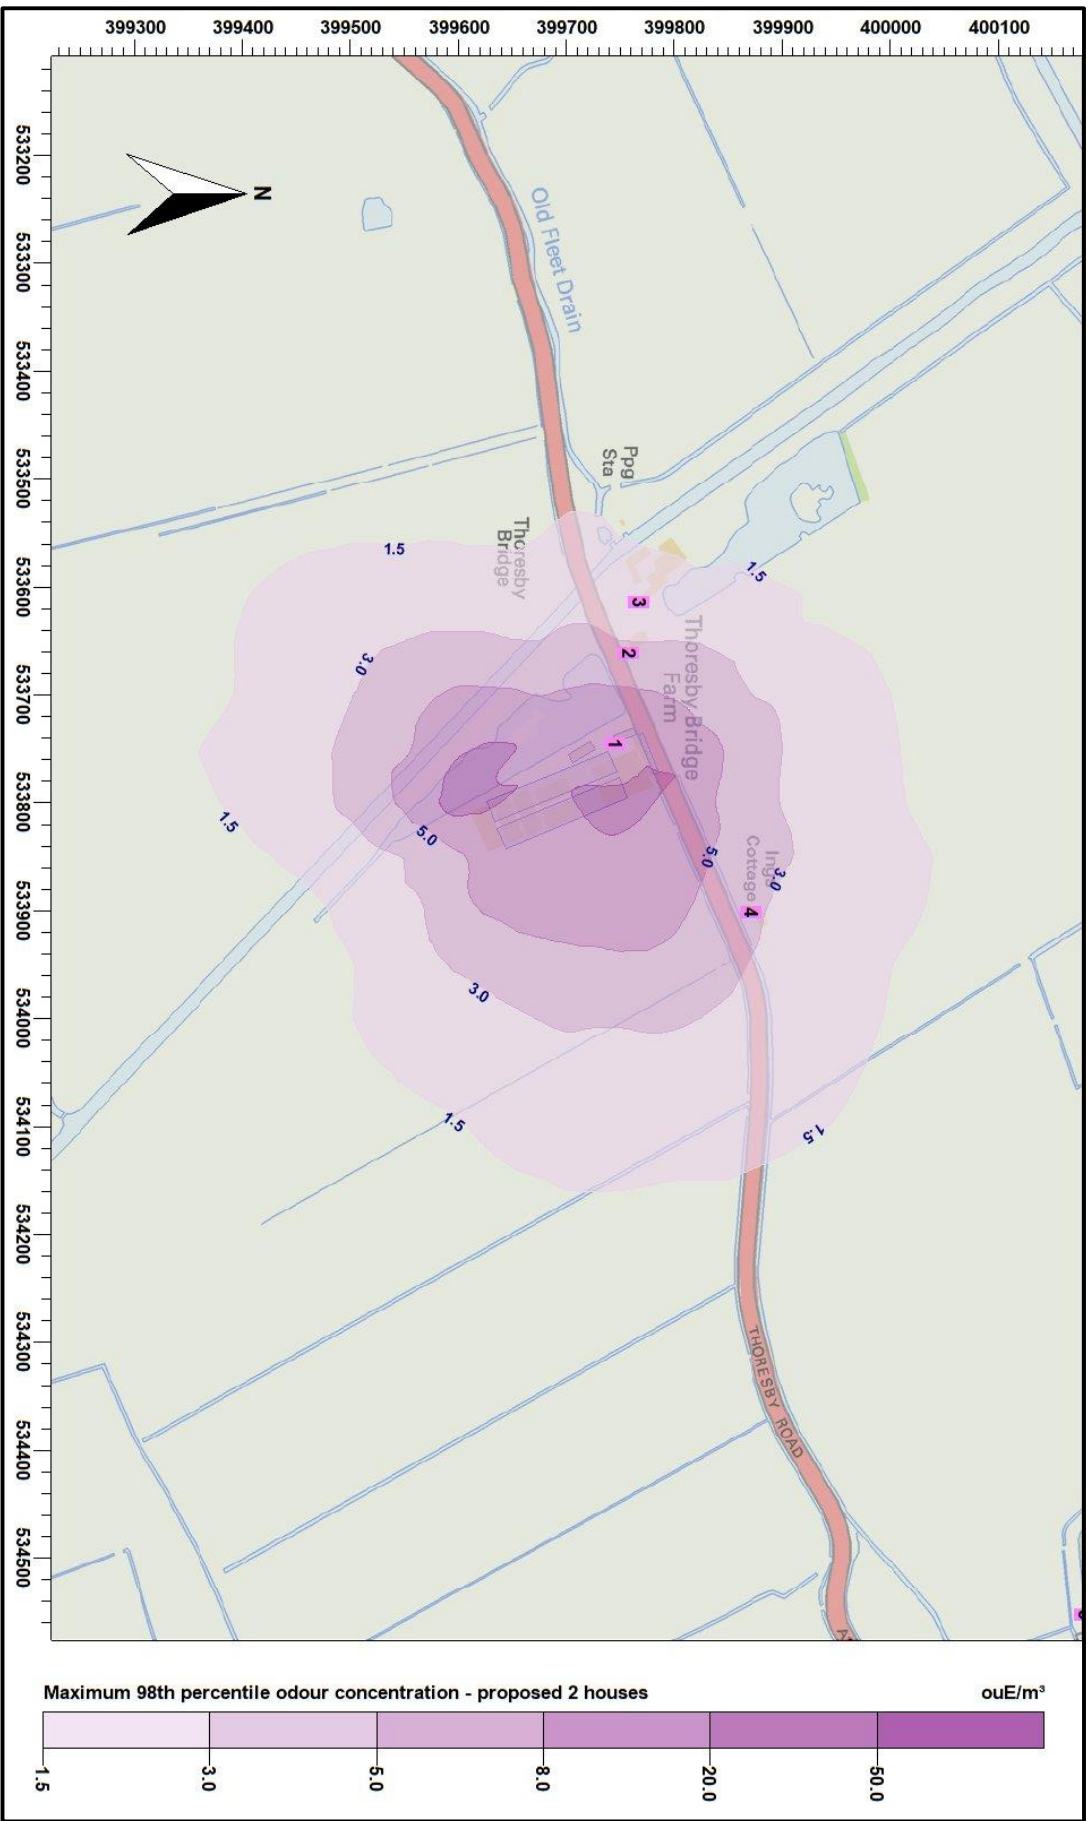 399300 399400 399500 399600 399700 399800 399900 400000 400100
533200
533300
533400
533500
533600
533700
533800
533900
534000
534100
534200
534300
534400
534500
N
Old Fleet Drain
Ppg
Sta
Thoresby
Bridge
1.5
1.5
3
2
Thoresby Bridge
Farm
3.0
1
1.5
5.0
5.0
Ings
Cottage
3.0
4
3.0
1.5
1.5
THORESBY ROAD
Maximum 98th percentile odour concentration - proposed 2 houses
ouE/m³
1.5 3.0 5.0 8.0 20.0 50.0